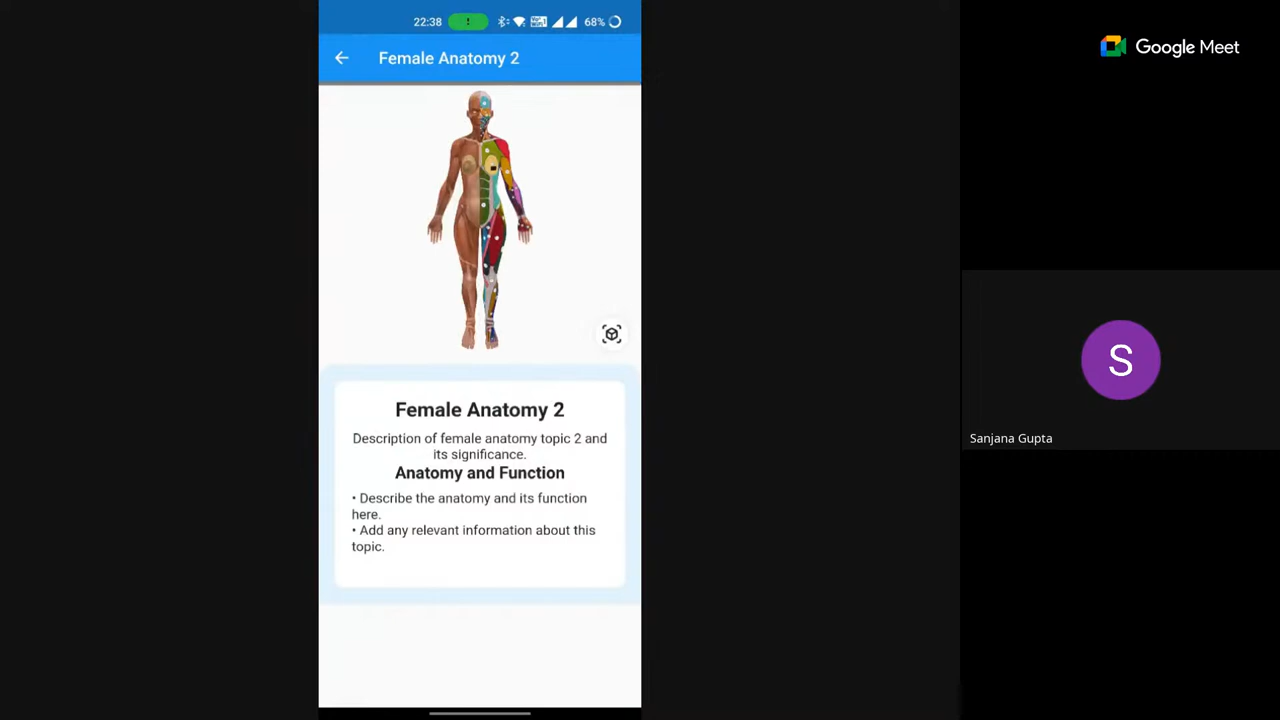 22:38
68%
Google Meet
Female Anatomy 2
Female Anatomy 2
Description of female anatomy topic 2 and
its significance.
Anatomy and Function
• Describe the anatomy and its function
here.
• Add any relevant information about this
topic.
S
Sanjana Gupta